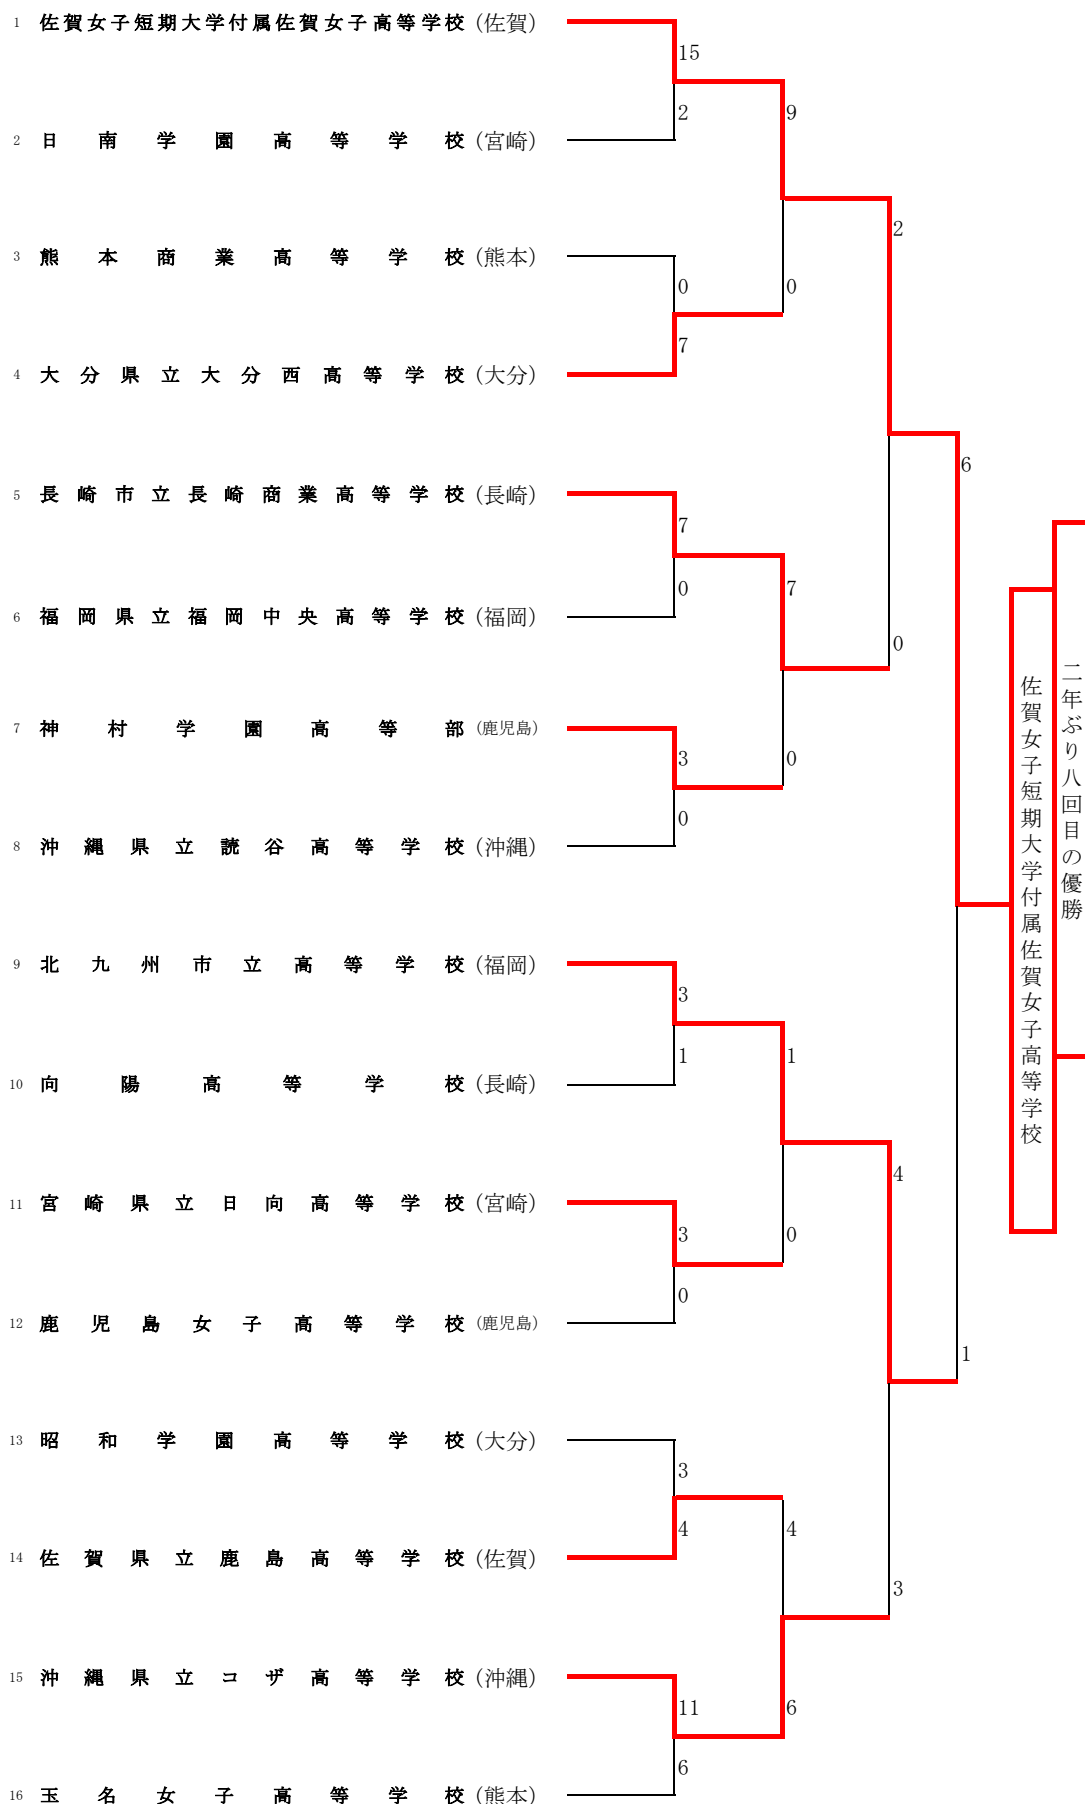 1 佐賀女子短期大学付属佐賀女子高等学校 (佐賀)
15
2
9
2 日南学園高等学校 (宮崎)
2
3 熊本商業高等学校 (熊本)
0
0
7
4 大分県立大分西高等学校 (大分)
6
5 長崎市立長崎商業高等学校 (長崎)
7
0
7
6 福岡県立福岡中央高等学校 (福岡)
0
7 神村学園高等部 (鹿児島)
3
0
0
8 沖縄県立読谷高等学校 (沖縄)
二年ぶり八回目の優勝
佐賀女子短期大学付属佐賀女子高等学校
9 北九州市立高等学校 (福岡)
3
1
1
10 向陽高等学校 (長崎)
4
11 宮崎県立日向高等学校 (宮崎)
3
0
0
12 鹿児島女子高等学校 (鹿児島)
1
13 昭和学園高等学校 (大分)
3
4
4
14 佐賀県立鹿島高等学校 (佐賀)
3
15 沖縄県立コザ高等学校 (沖縄)
11
6
6
16 玉名女子高等学校 (熊本)